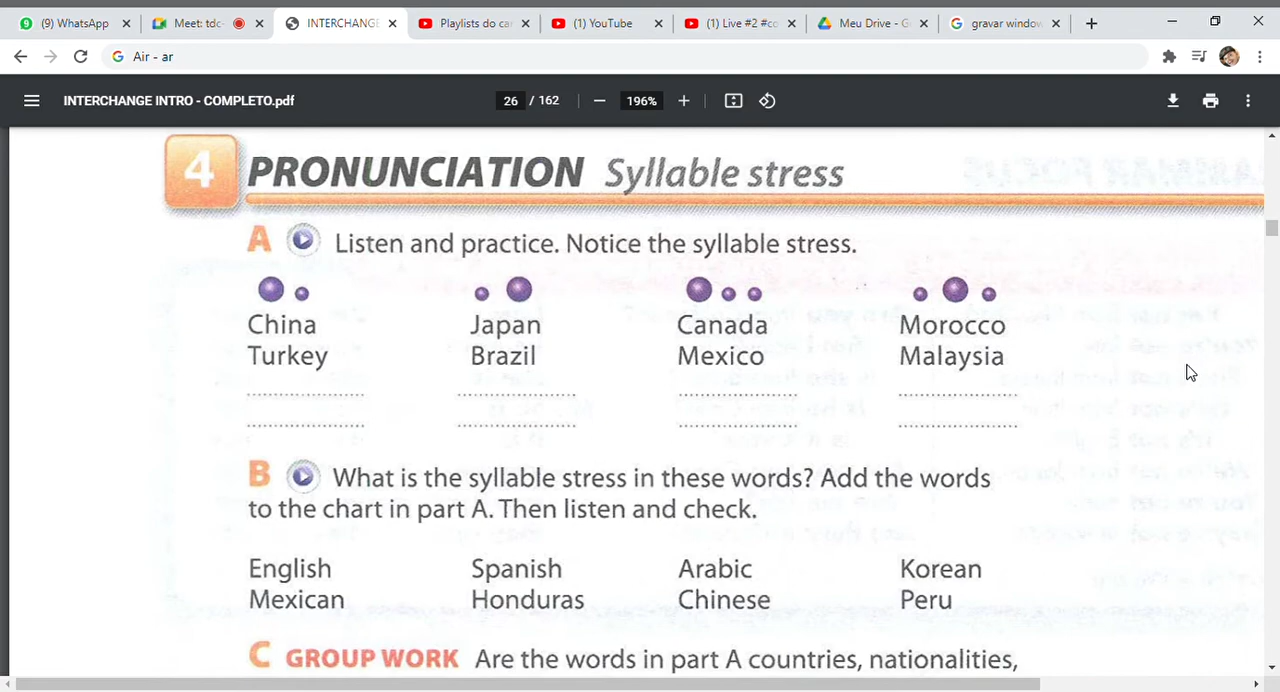 (9) WhatsApp
Meet: tdc-
INTERCHANGE
Playlists do ca
(1) YouTube
(1) Live #2 #co
Meu Drive - G
gravar window
Air - ar
INTERCHANGE INTRO - COMPLETO.pdf
26 / 162
196%
4 PRONUNCIATION Syllable stress
A Listen and practice. Notice the syllable stress.
China Japan Canada Morocco
Turkey Brazil Mexico Malaysia
B What is the syllable stress in these words? Add the words
to the chart in part A. Then listen and check.
English Spanish Arabic Korean
Mexican Honduras Chinese Peru
C GROUP WORK Are the words in part A countries, nationalities,